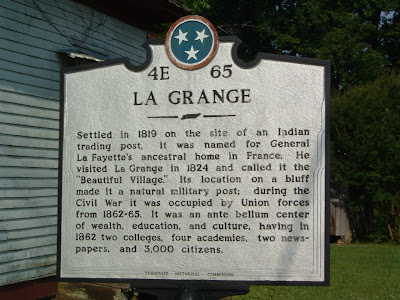 4E 65
LA GRANGE
Settled in 1819 on the site of an Indian
trading post, it was named for General
La Fayette's ancestral home in France. He
visited La Grange in 1824 and called it the
"Beautiful Village." Its location on a bluff
made it a natural military post; during the
Civil War it was occupied by Union forces
from 1862-65. It was an ante bellum center
of wealth, education, and culture, having in
1862 two colleges, four academies, two news-
papers, and 3,000 citizens.
TENNESSEE HISTORICAL COMMISSION